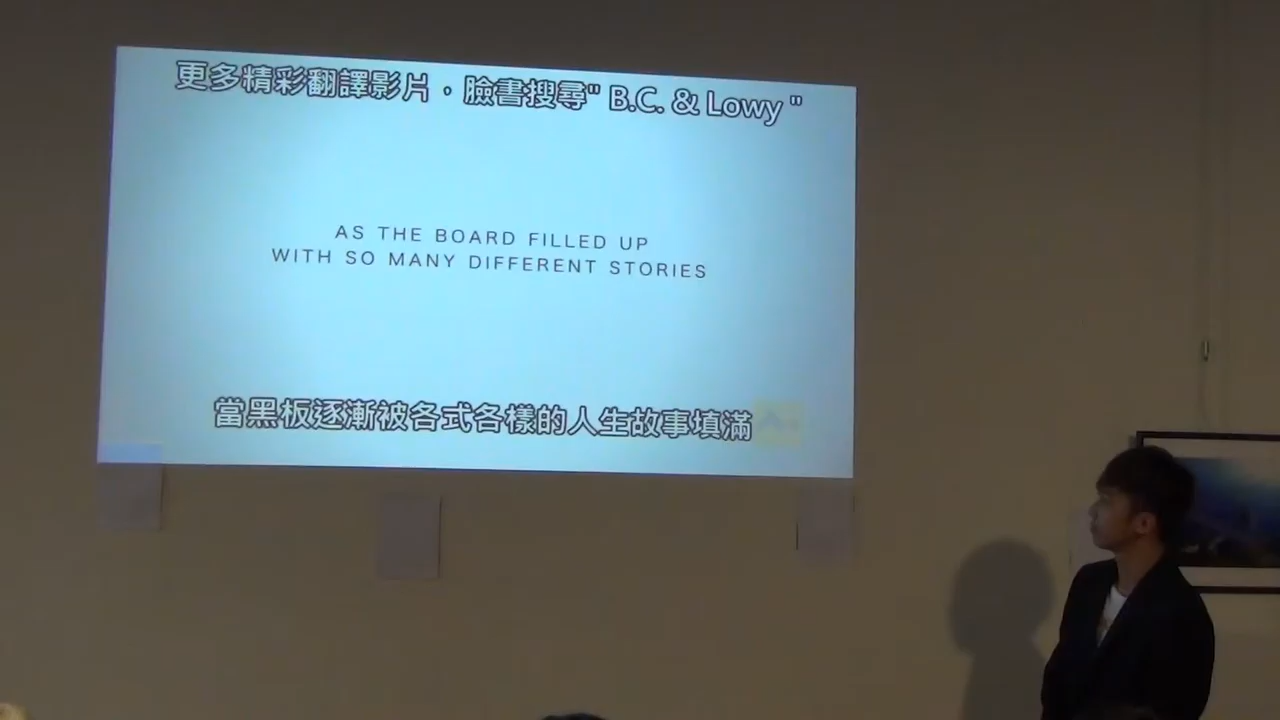 更多精彩翻譯影片，臉書搜尋" B.C. & Lowy "
AS THE BOARD FILLED UP
WITH SO MANY DIFFERENT STORIES
當黑板逐漸被各式各樣的人生故事填滿